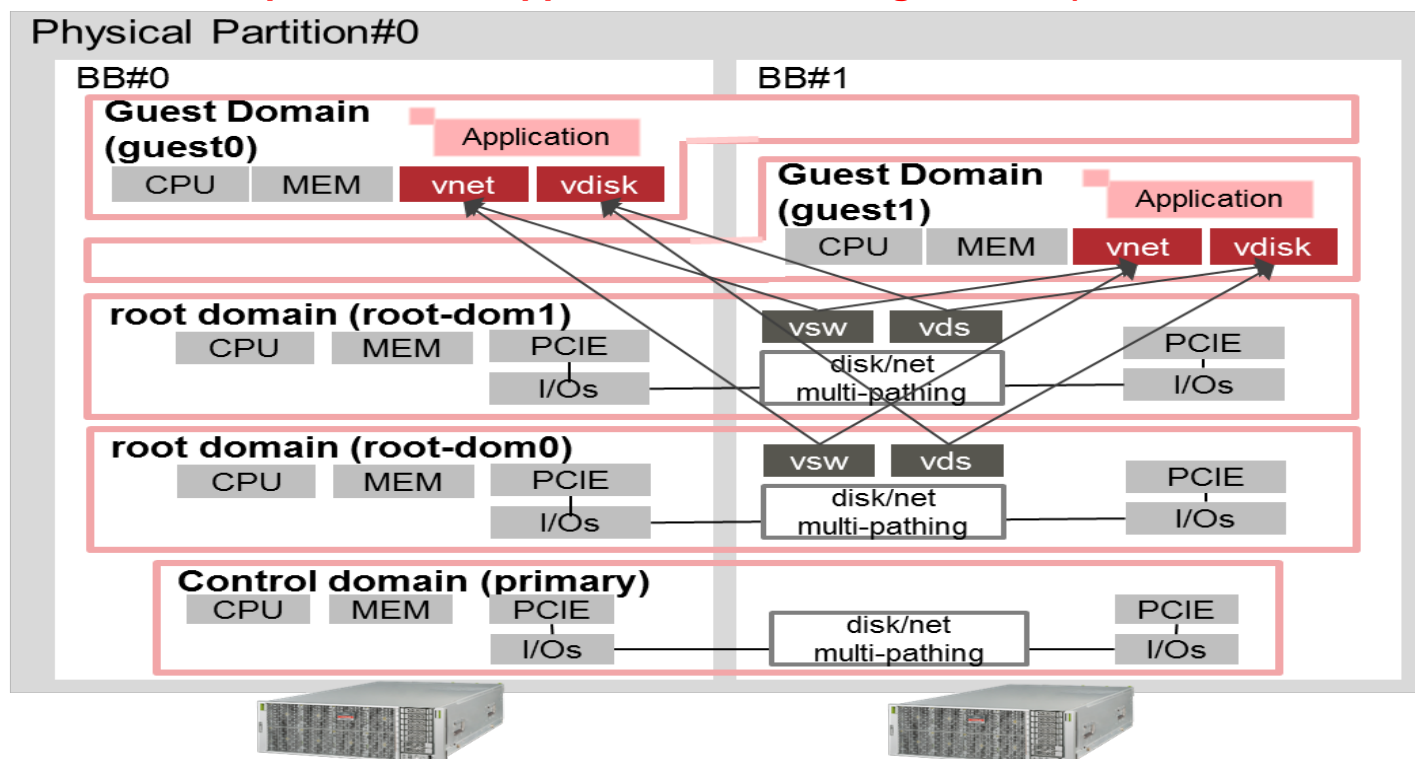 Physical Partition#0
BB#0
BB#1
Guest Domain
(guest0)
Application
CPU
MEM
vnet
vdisk
Guest Domain
(guest1)
Application
CPU
MEM
vnet
vdisk
root domain (root-dom1)
CPU
MEM
PCIE
I/Os
vsw
vds
disk/net
multi-pathing
PCIE
I/Os
root domain (root-dom0)
CPU
MEM
PCIE
I/Os
vsw
vds
disk/net
multi-pathing
PCIE
I/Os
Control domain (primary)
CPU
MEM
PCIE
I/Os
disk/net
multi-pathing
PCIE
I/Os